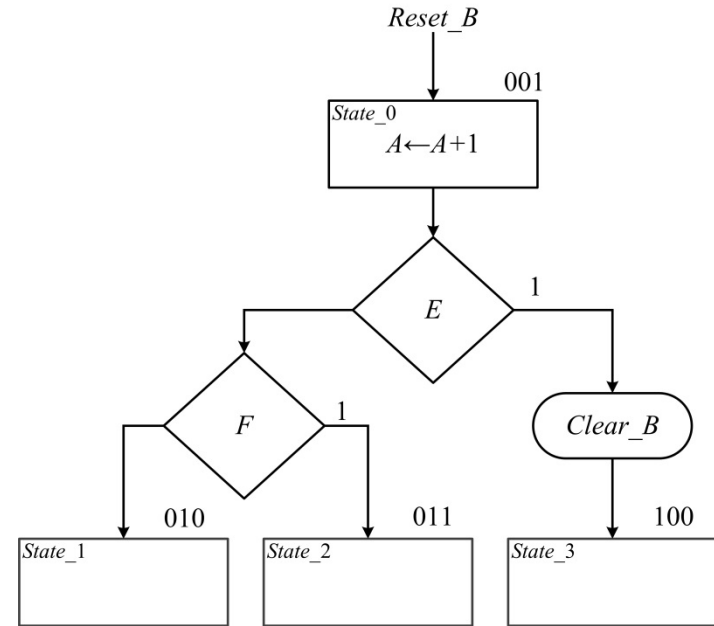 Reset_B
001
State_0
A←A+1
E
1
F
1
Clear_B
010
011
100
State_1
State_2
State_3